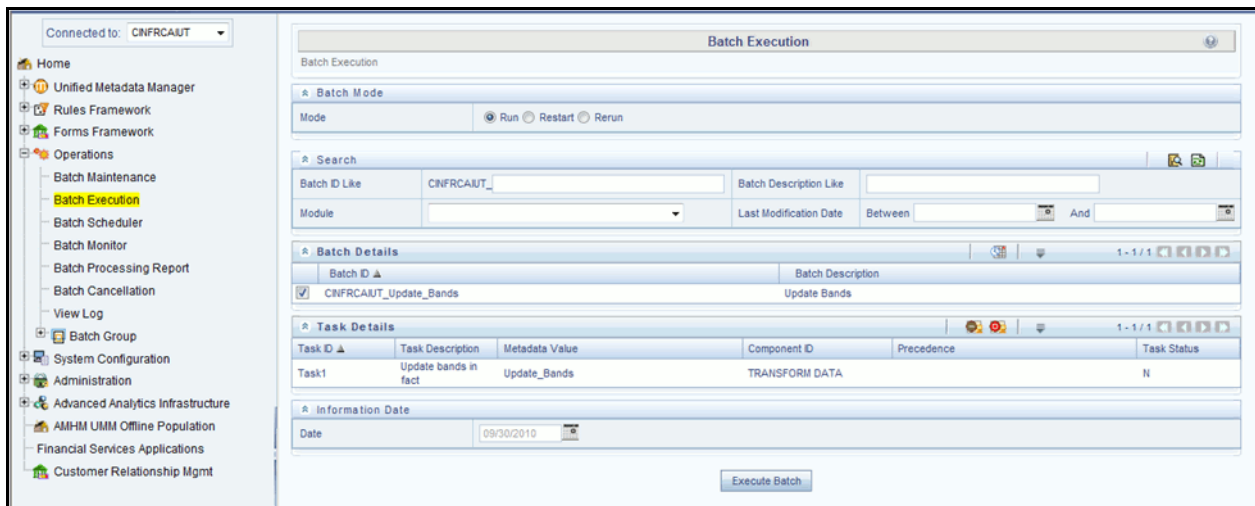 Connected to: CINFRCAIUT
Home
Unified Metadata Manager
Rules Framework
Forms Framework
Operations
Batch Maintenance
Batch Execution
Batch Scheduler
Batch Monitor
Batch Processing Report
Batch Cancellation
View Log
Batch Group
System Configuration
Administration
Advanced Analytics Infrastructure
AMHM UMM Offline Population
Financial Services Applications
Customer Relationship Mgmt
Batch Execution
Batch Execution
Batch Mode
Mode Run Restart Rerun
Search
Batch ID Like CINFRCAIUT_ Batch Description Like
Module Last Modification Date Between And
Batch Details 1 - 1 / 1
Batch ID Batch Description
CINFRCAIUT_Update_Bands Update Bands
Task Details 1 - 1 / 1
Task ID Task Description Metadata Value Component ID Precedence Task Status
Task1 Update bands in fact Update_Bands TRANSFORM DATA N
Information Date
Date 09/30/2010
Execute Batch